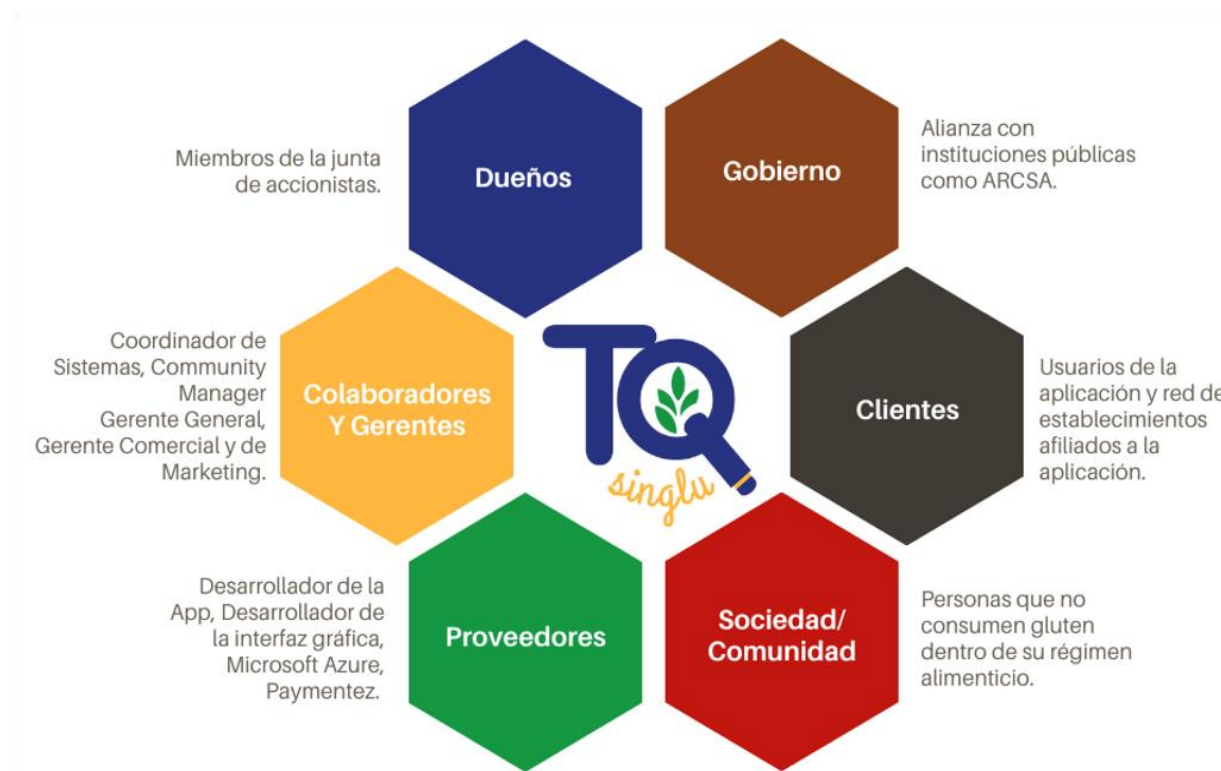 Miembros de la junta
de accionistas.
Dueños
Gobierno
Alianza con
instituciones públicas
como ARCSA.
Coordinador de
Sistemas, Community
Manager
Gerente General,
Gerente Comercial y de
Marketing.
Colaboradores
Y Gerentes
TQ
singlu
Clientes
Usuarios de la
aplicación y red de
establecimientos
afiliados a la
aplicación.
Desarrollador de la
App, Desarrollador de
la interfaz gráfica,
Microsoft Azure,
Paymentez.
Proveedores
Sociedad/
Comunidad
Personas que no
consumen gluten
dentro de su régimen
alimenticio.